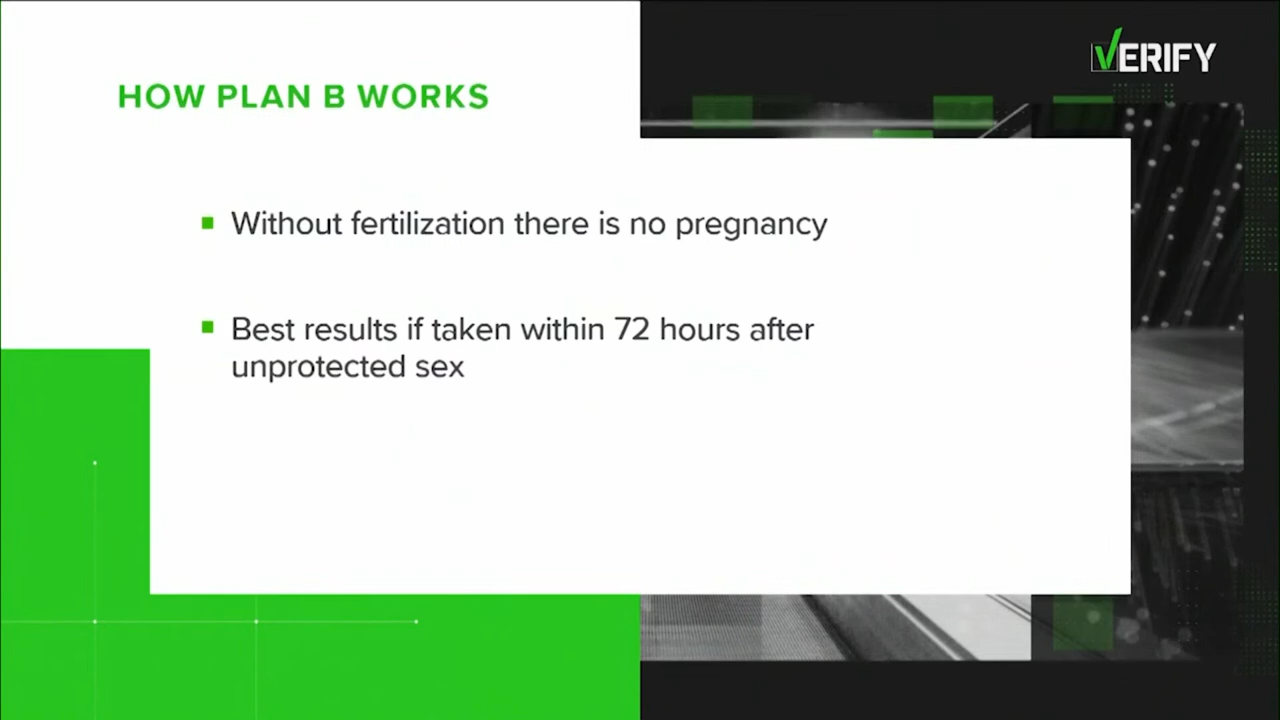 VERIFY
HOW PLAN B WORKS
Without fertilization there is no pregnancy
Best results if taken within 72 hours after
unprotected sex